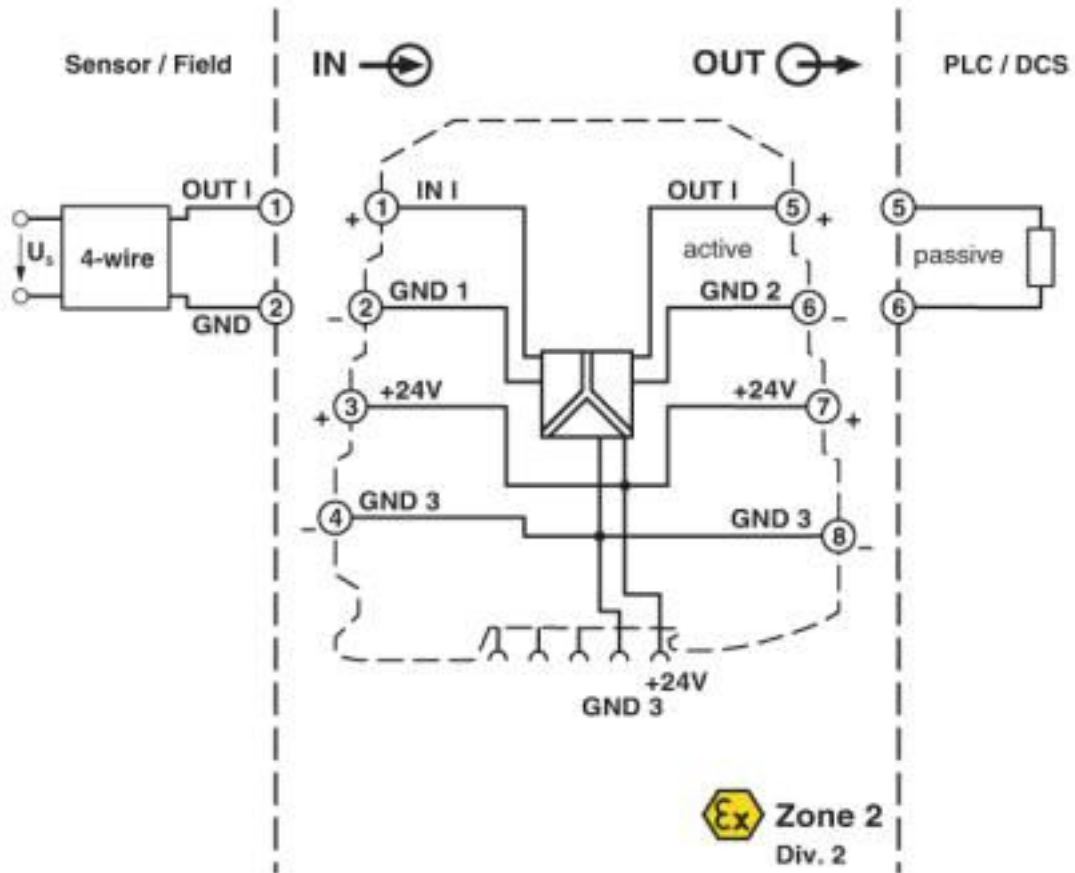 Sensor / Field
IN
OUT
PLC / DCS
OUT I
1
1
IN I
OUT I
5
5
+
+
Us
4-wire
active
passive
GND 1
GND 2
2
2
6
6
GND
–
–
+24V
+24V
3
7
+
+
GND 3
GND 3
4
8
–
–
+24V
GND 3
Ex
Zone 2
Div. 2